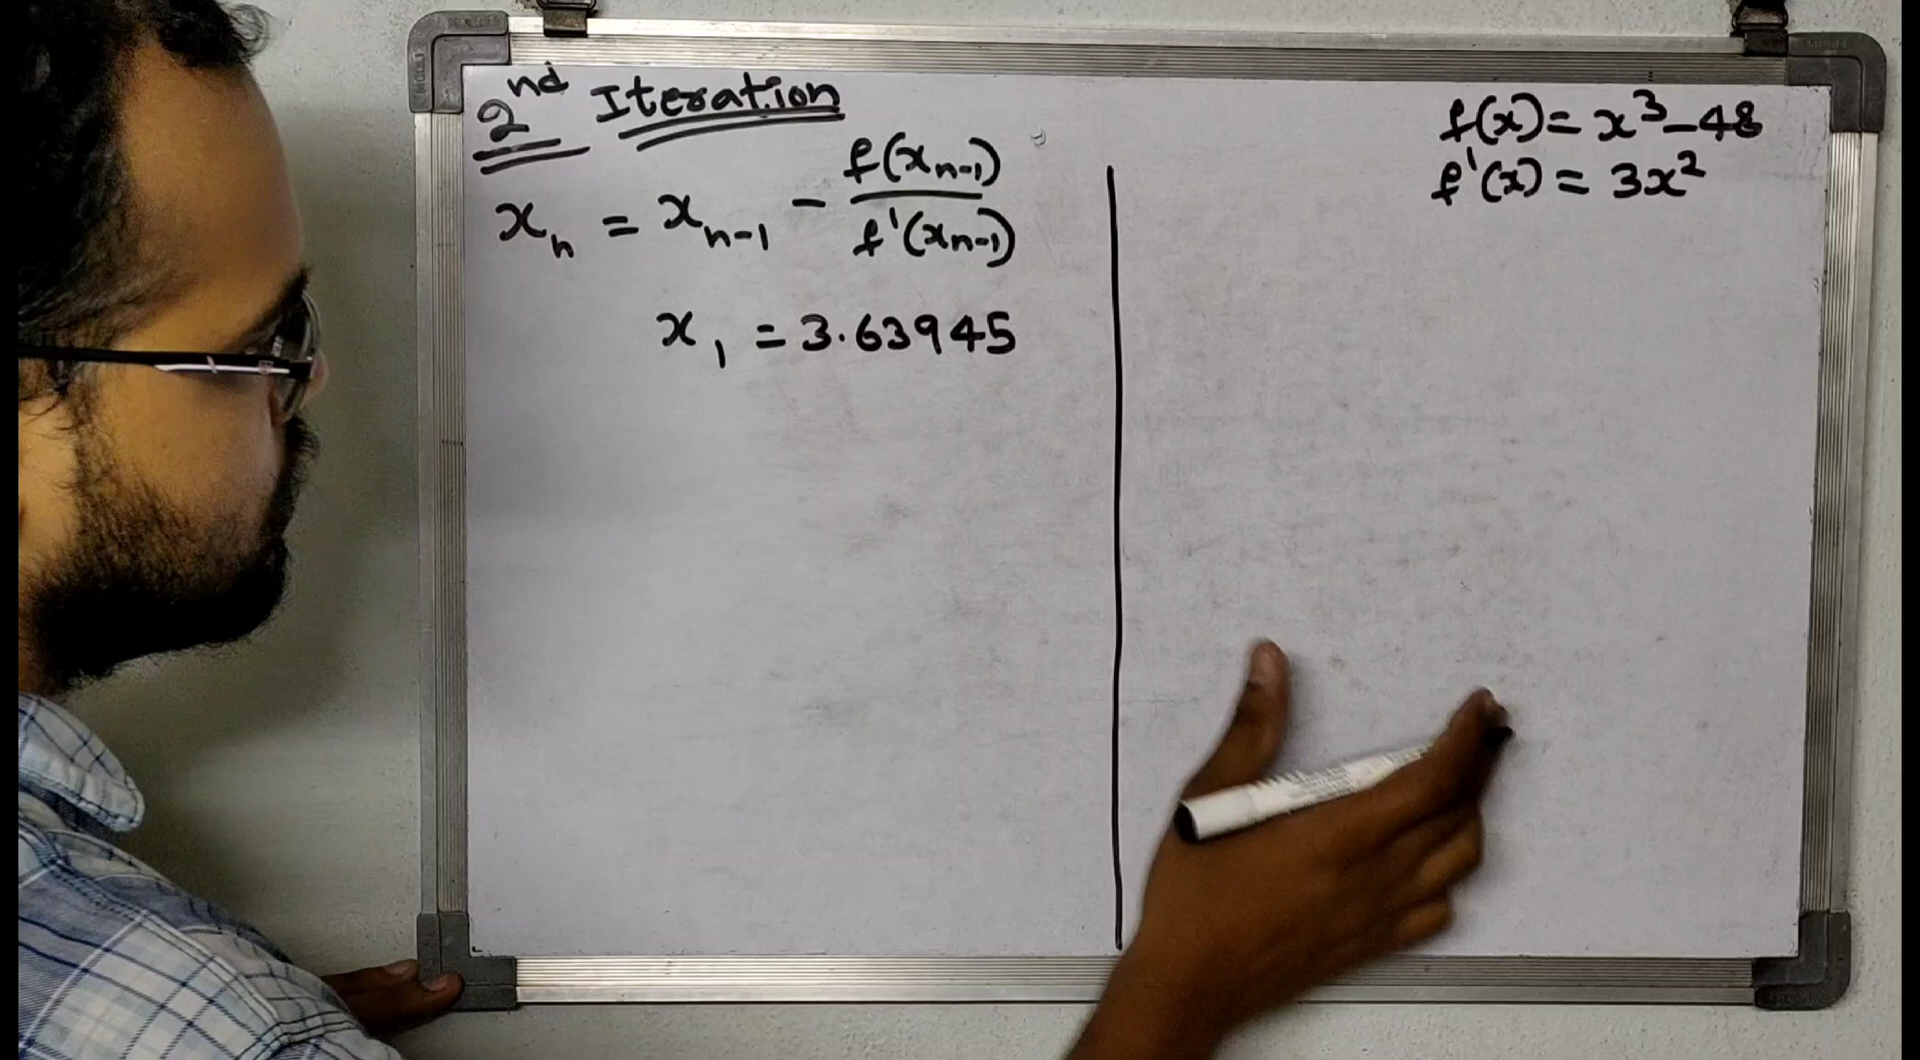 2nd Iteration
xₙ = xₙ₋₁ - f(xₙ₋₁) / f'(xₙ₋₁)
x₁ = 3.63945
f(x) = x³ - 48
f'(x) = 3x²